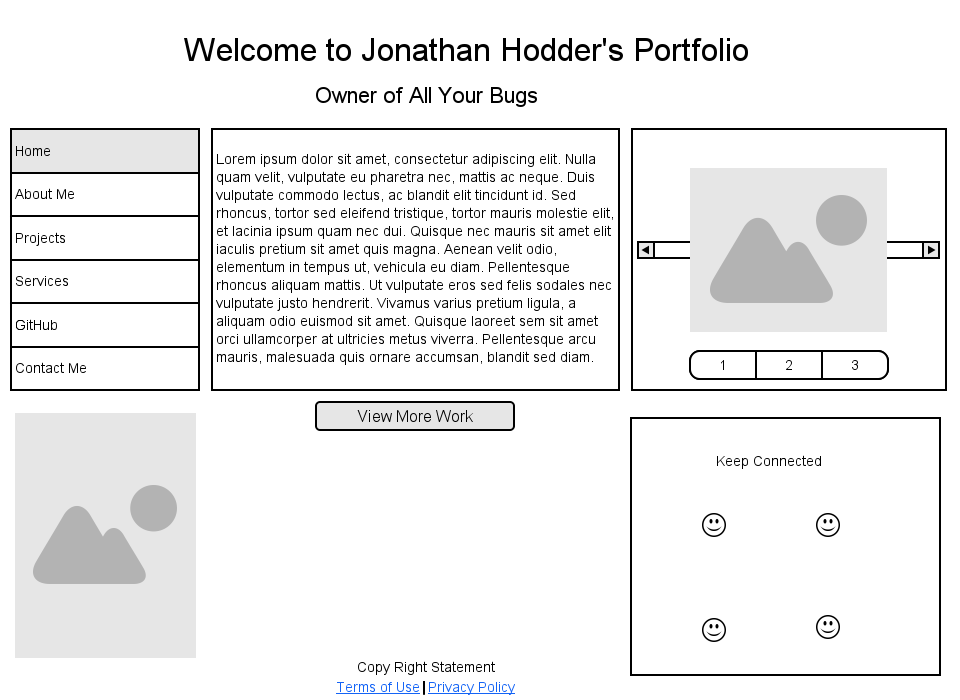 Welcome to Jonathan Hodder's Portfolio
Owner of All Your Bugs
Home
About Me
Projects
Services
GitHub
Contact Me
Lorem ipsum dolor sit amet, consectetur adipiscing elit. Nulla
quam velit, vulputate eu pharetra nec, mattis ac neque. Duis
vulputate commodo lectus, ac blandit elit tincidunt id. Sed
rhoncus, tortor sed eleifend tristique, tortor mauris molestie elit,
et lacinia ipsum quam nec dui. Quisque nec mauris sit amet elit
iaculis pretium sit amet quis magna. Aenean velit odio,
elementum in tempus ut, vehicula eu diam. Pellentesque
rhoncus aliquam mattis. Ut vulputate eros sed felis sodales nec
vulputate justo hendrerit. Vivamus varius pretium ligula, a
aliquam odio euismod sit amet. Quisque laoreet sem sit amet
orci ullamcorper at ultricies metus viverra. Pellentesque arcu
mauris, malesuada quis ornare accumsan, blandit sed diam.
1 2 3
View More Work
Keep Connected
Copy Right Statement
Terms of Use | Privacy Policy